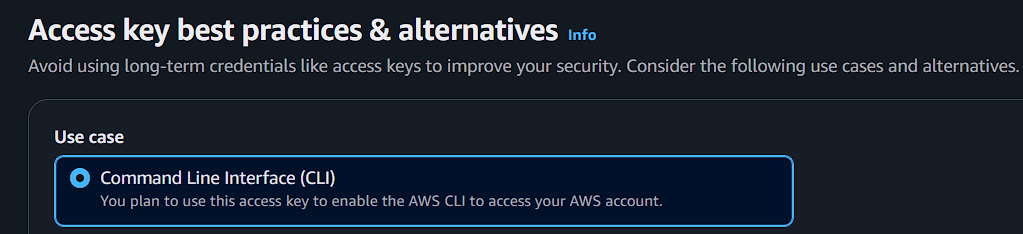 Access key best practices & alternatives Info
Avoid using long-term credentials like access keys to improve your security. Consider the following use cases and alternatives.
Use case
Command Line Interface (CLI)
You plan to use this access key to enable the AWS CLI to access your AWS account.